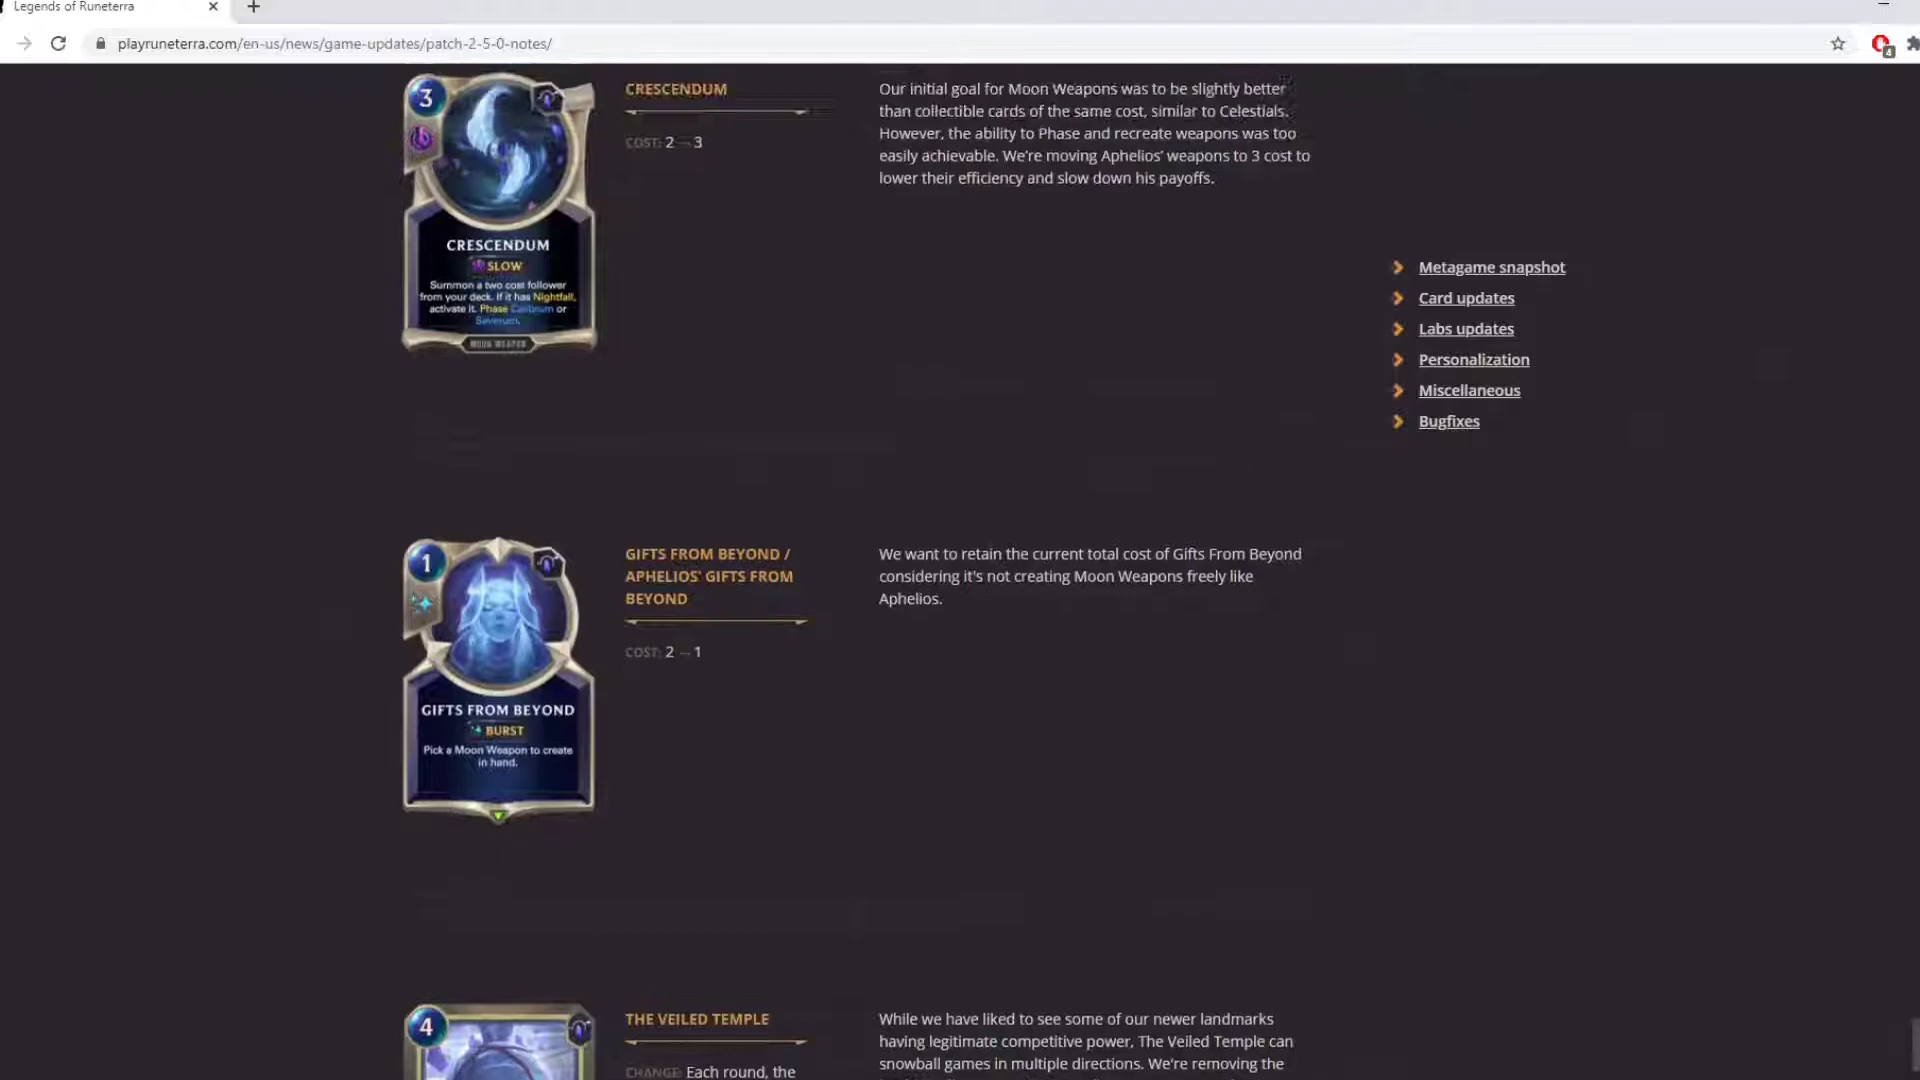 Legends of Runeterra
playruneterra.com/en-us/news/game-updates/patch-2-5-0-notes/
4
3
CRESCENDUM
SLOW
Summon a two cost follower
from your deck. If it has Nightfall,
activate it. Phase Calibrum or
Severum.
MOON WEAPON
CRESCENDUM
COST: 2 → 3
Our initial goal for Moon Weapons was to be slightly better
than collectible cards of the same cost, similar to Celestials.
However, the ability to Phase and recreate weapons was too
easily achievable. We're moving Aphelios' weapons to 3 cost to
lower their efficiency and slow down his payoffs.
Metagame snapshot
Card updates
Labs updates
Personalization
Miscellaneous
Bugfixes
1
GIFTS FROM BEYOND
BURST
Pick a Moon Weapon to create
in hand.
GIFTS FROM BEYOND /
APHELIOS' GIFTS FROM
BEYOND
COST: 2 → 1
We want to retain the current total cost of Gifts From Beyond
considering it's not creating Moon Weapons freely like
Aphelios.
4
THE VEILED TEMPLE
CHANGE: Each round, the
While we have liked to see some of our newer landmarks
having legitimate competitive power, The Veiled Temple can
snowball games in multiple directions. We're removing the